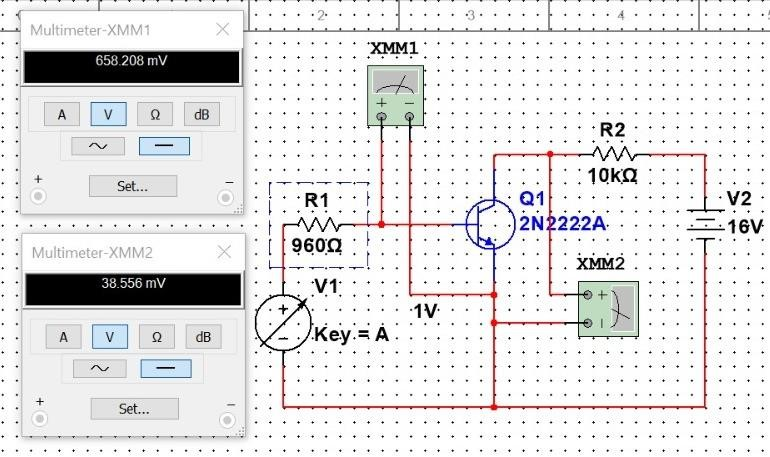 2
3
4
Multimeter-XMM1
658.208 mV
A V Ω dB
+ −
Set...
Multimeter-XMM2
38.556 mV
A V Ω dB
+ −
Set...
XMM1
+ −
R1
960Ω
V1
+
−
1V
Key = A
Q1
2N2222A
R2
10kΩ
V2
16V
XMM2
+
−